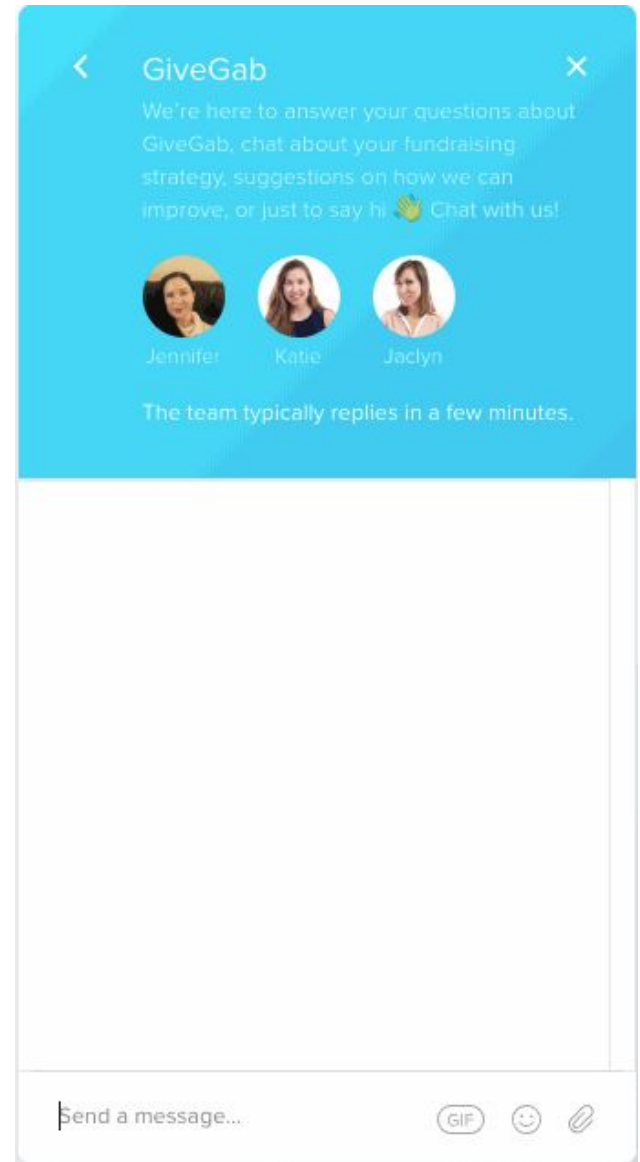 GiveGab
We're here to answer your questions about
GiveGab, chat about your fundraising
strategy, suggestions on how we can
improve, or just to say hi 👋 Chat with us!
Jennifer Katie Jaclyn
The team typically replies in a few minutes.
Send a message...
GIF